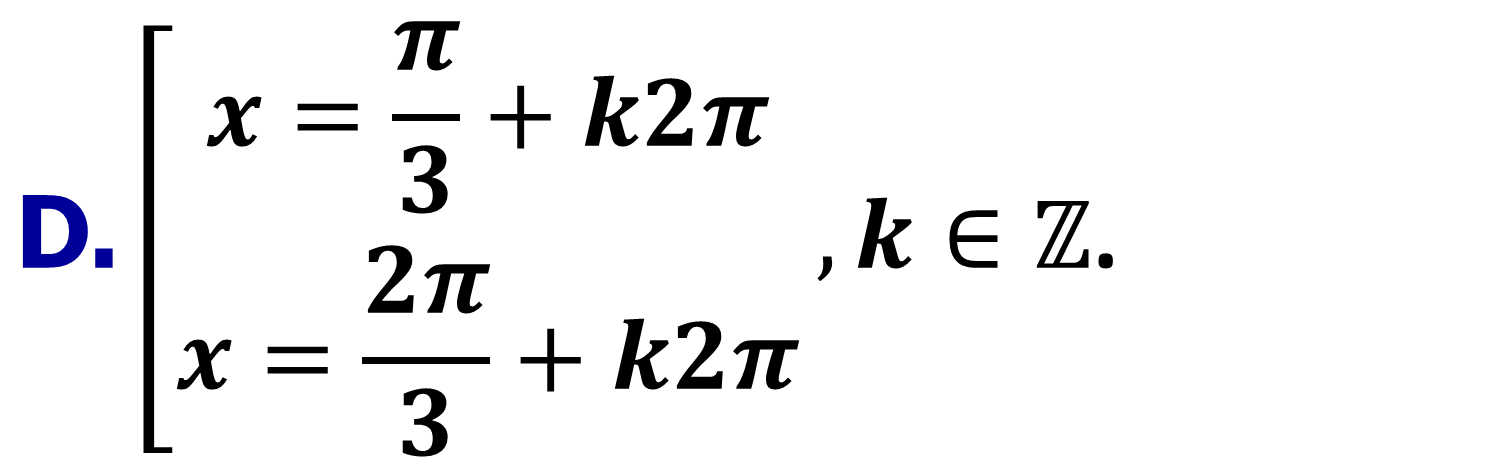 D. [ x = π/3 + k2π
x = 2π/3 + k2π , k ∈ ℤ.